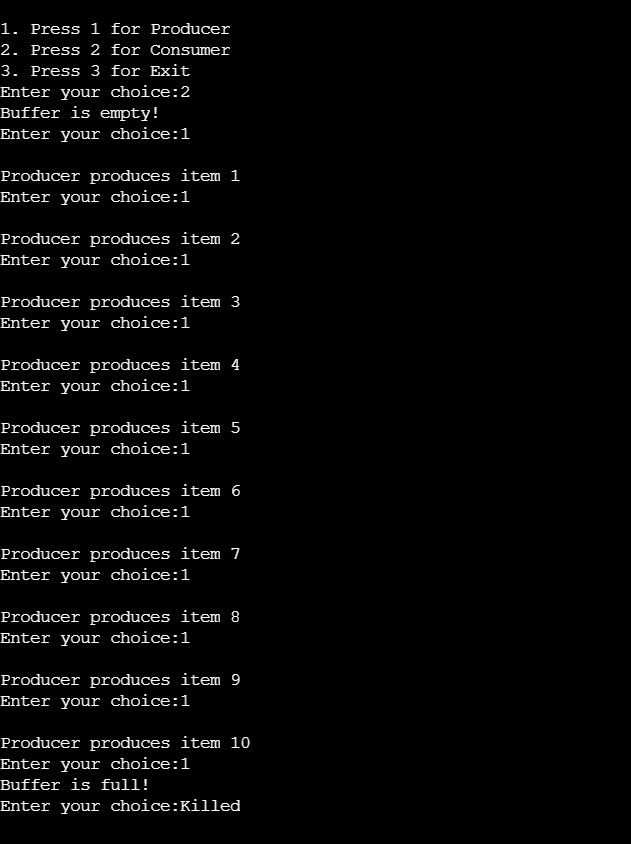 1. Press 1 for Producer
2. Press 2 for Consumer
3. Press 3 for Exit
Enter your choice:2
Buffer is empty!
Enter your choice:1
Producer produces item 1
Enter your choice:1
Producer produces item 2
Enter your choice:1
Producer produces item 3
Enter your choice:1
Producer produces item 4
Enter your choice:1
Producer produces item 5
Enter your choice:1
Producer produces item 6
Enter your choice:1
Producer produces item 7
Enter your choice:1
Producer produces item 8
Enter your choice:1
Producer produces item 9
Enter your choice:1
Producer produces item 10
Enter your choice:1
Buffer is full!
Enter your choice:Killed